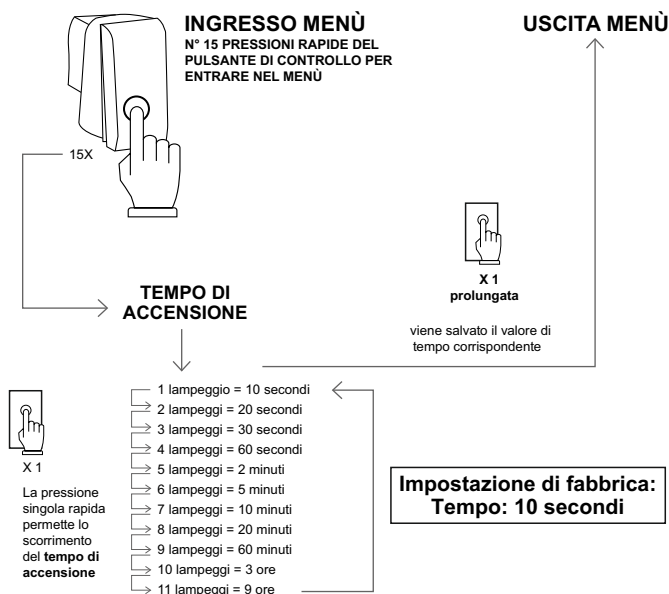 INGRESSO MENÙ
N° 15 PRESSIONI RAPIDE DEL
PULSANTE DI CONTROLLO PER
ENTRARE NEL MENÙ
USCITA MENÙ
15X
X 1
prolungata
viene salvato il valore di
tempo corrispondente
TEMPO DI
ACCENSIONE
1 lampeggio = 10 secondi
2 lampeggi = 20 secondi
3 lampeggi = 30 secondi
4 lampeggi = 60 secondi
5 lampeggi = 2 minuti
6 lampeggi = 5 minuti
7 lampeggi = 10 minuti
8 lampeggi = 20 minuti
9 lampeggi = 60 minuti
10 lampeggi = 3 ore
11 lampeggi = 9 ore
X 1
La pressione
singola rapida
permette lo
scorrimento
del tempo di
accensione
Impostazione di fabbrica:
Tempo: 10 secondi